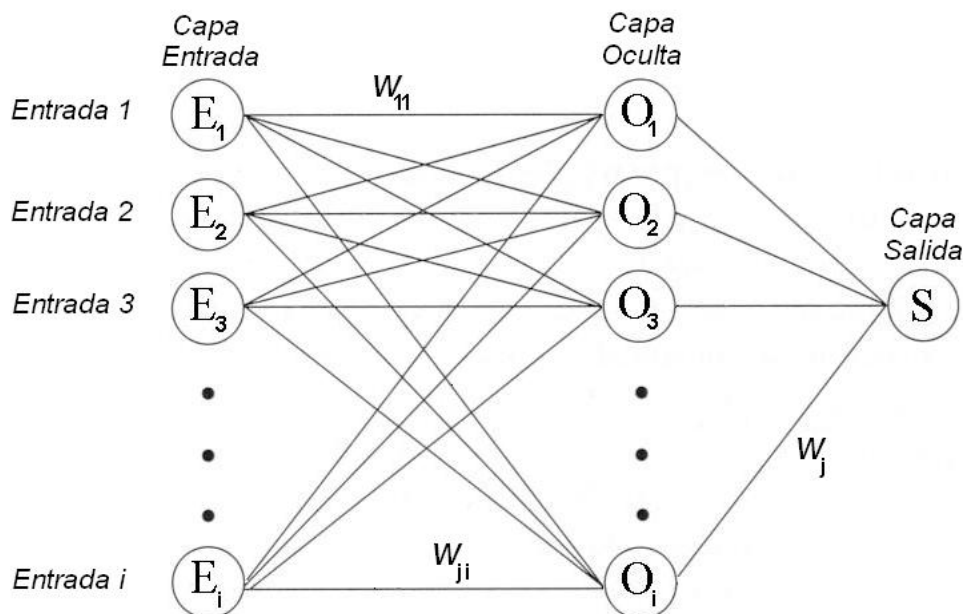 Capa
Entrada
Capa
Oculta
Entrada 1
E1
W11
O1
Entrada 2
E2
O2
Capa
Salida
Entrada 3
E3
O3
S
Wj
Wji
Entrada i
Ei
Oi